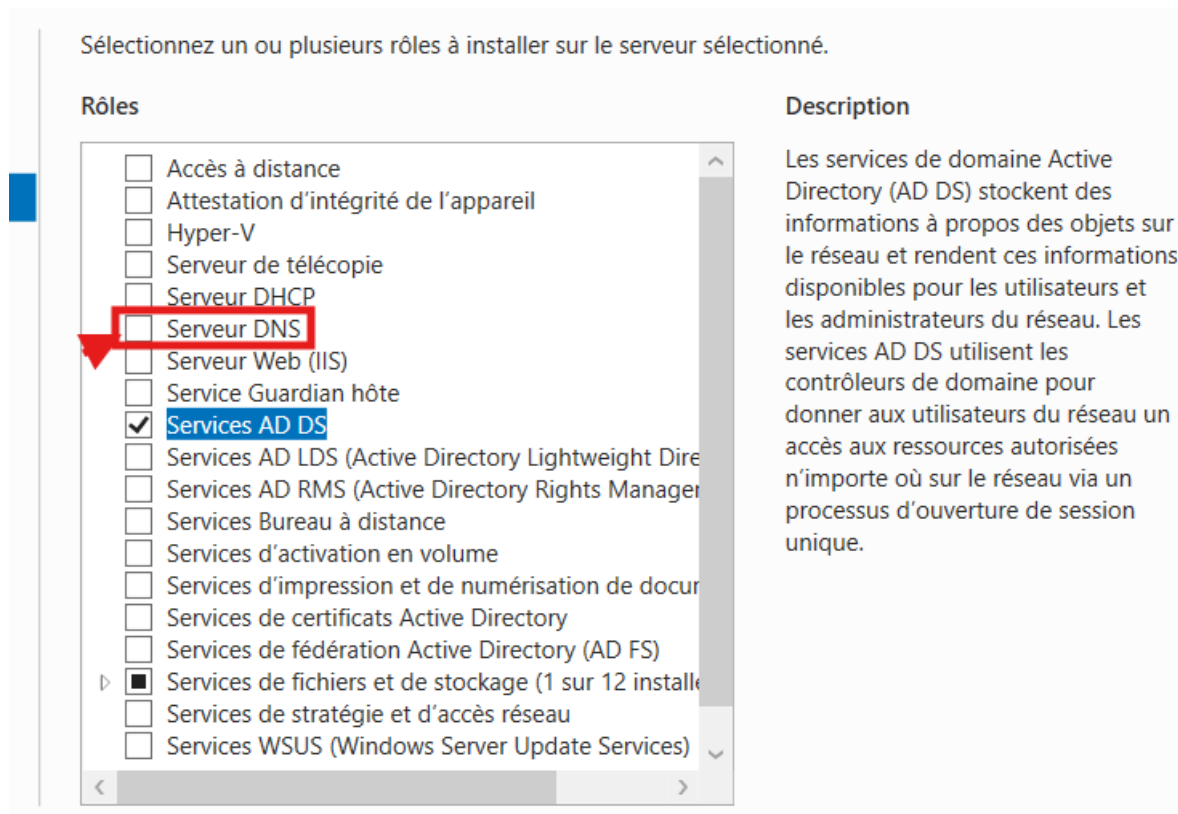 Sélectionnez un ou plusieurs rôles à installer sur le serveur sélectionné.
Rôles
Accès à distance
Attestation d’intégrité de l’appareil
Hyper-V
Serveur de télécopie
Serveur DHCP
Serveur DNS
Serveur Web (IIS)
Service Guardian hôte
Services AD DS
Services AD LDS (Active Directory Lightweight Dire
Services AD RMS (Active Directory Rights Manager
Services Bureau à distance
Services d’activation en volume
Services d’impression et de numérisation de docur
Services de certificats Active Directory
Services de fédération Active Directory (AD FS)
Services de fichiers et de stockage (1 sur 12 installe
Services de stratégie et d’accès réseau
Services WSUS (Windows Server Update Services)
Description
Les services de domaine Active
Directory (AD DS) stockent des
informations à propos des objets sur
le réseau et rendent ces informations
disponibles pour les utilisateurs et
les administrateurs du réseau. Les
services AD DS utilisent les
contrôleurs de domaine pour
donner aux utilisateurs du réseau un
accès aux ressources autorisées
n’importe où sur le réseau via un
processus d’ouverture de session
unique.